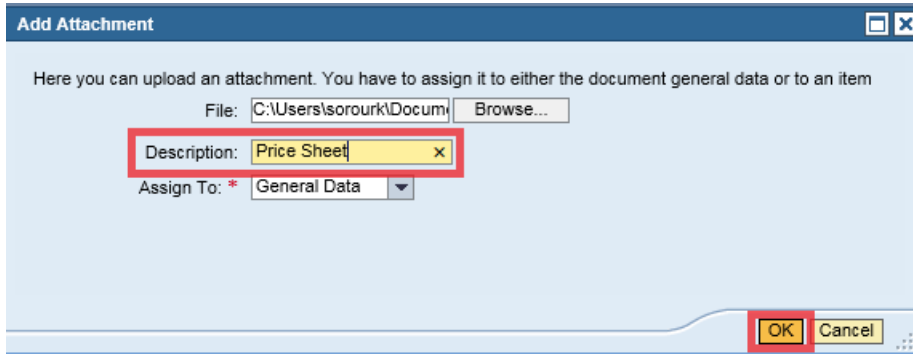 Add Attachment
Here you can upload an attachment. You have to assign it to either the document general data or to an item
File: C:\Users\sorourk\Docum Browse...
Description: Price Sheet ×
Assign To: * General Data
OK Cancel